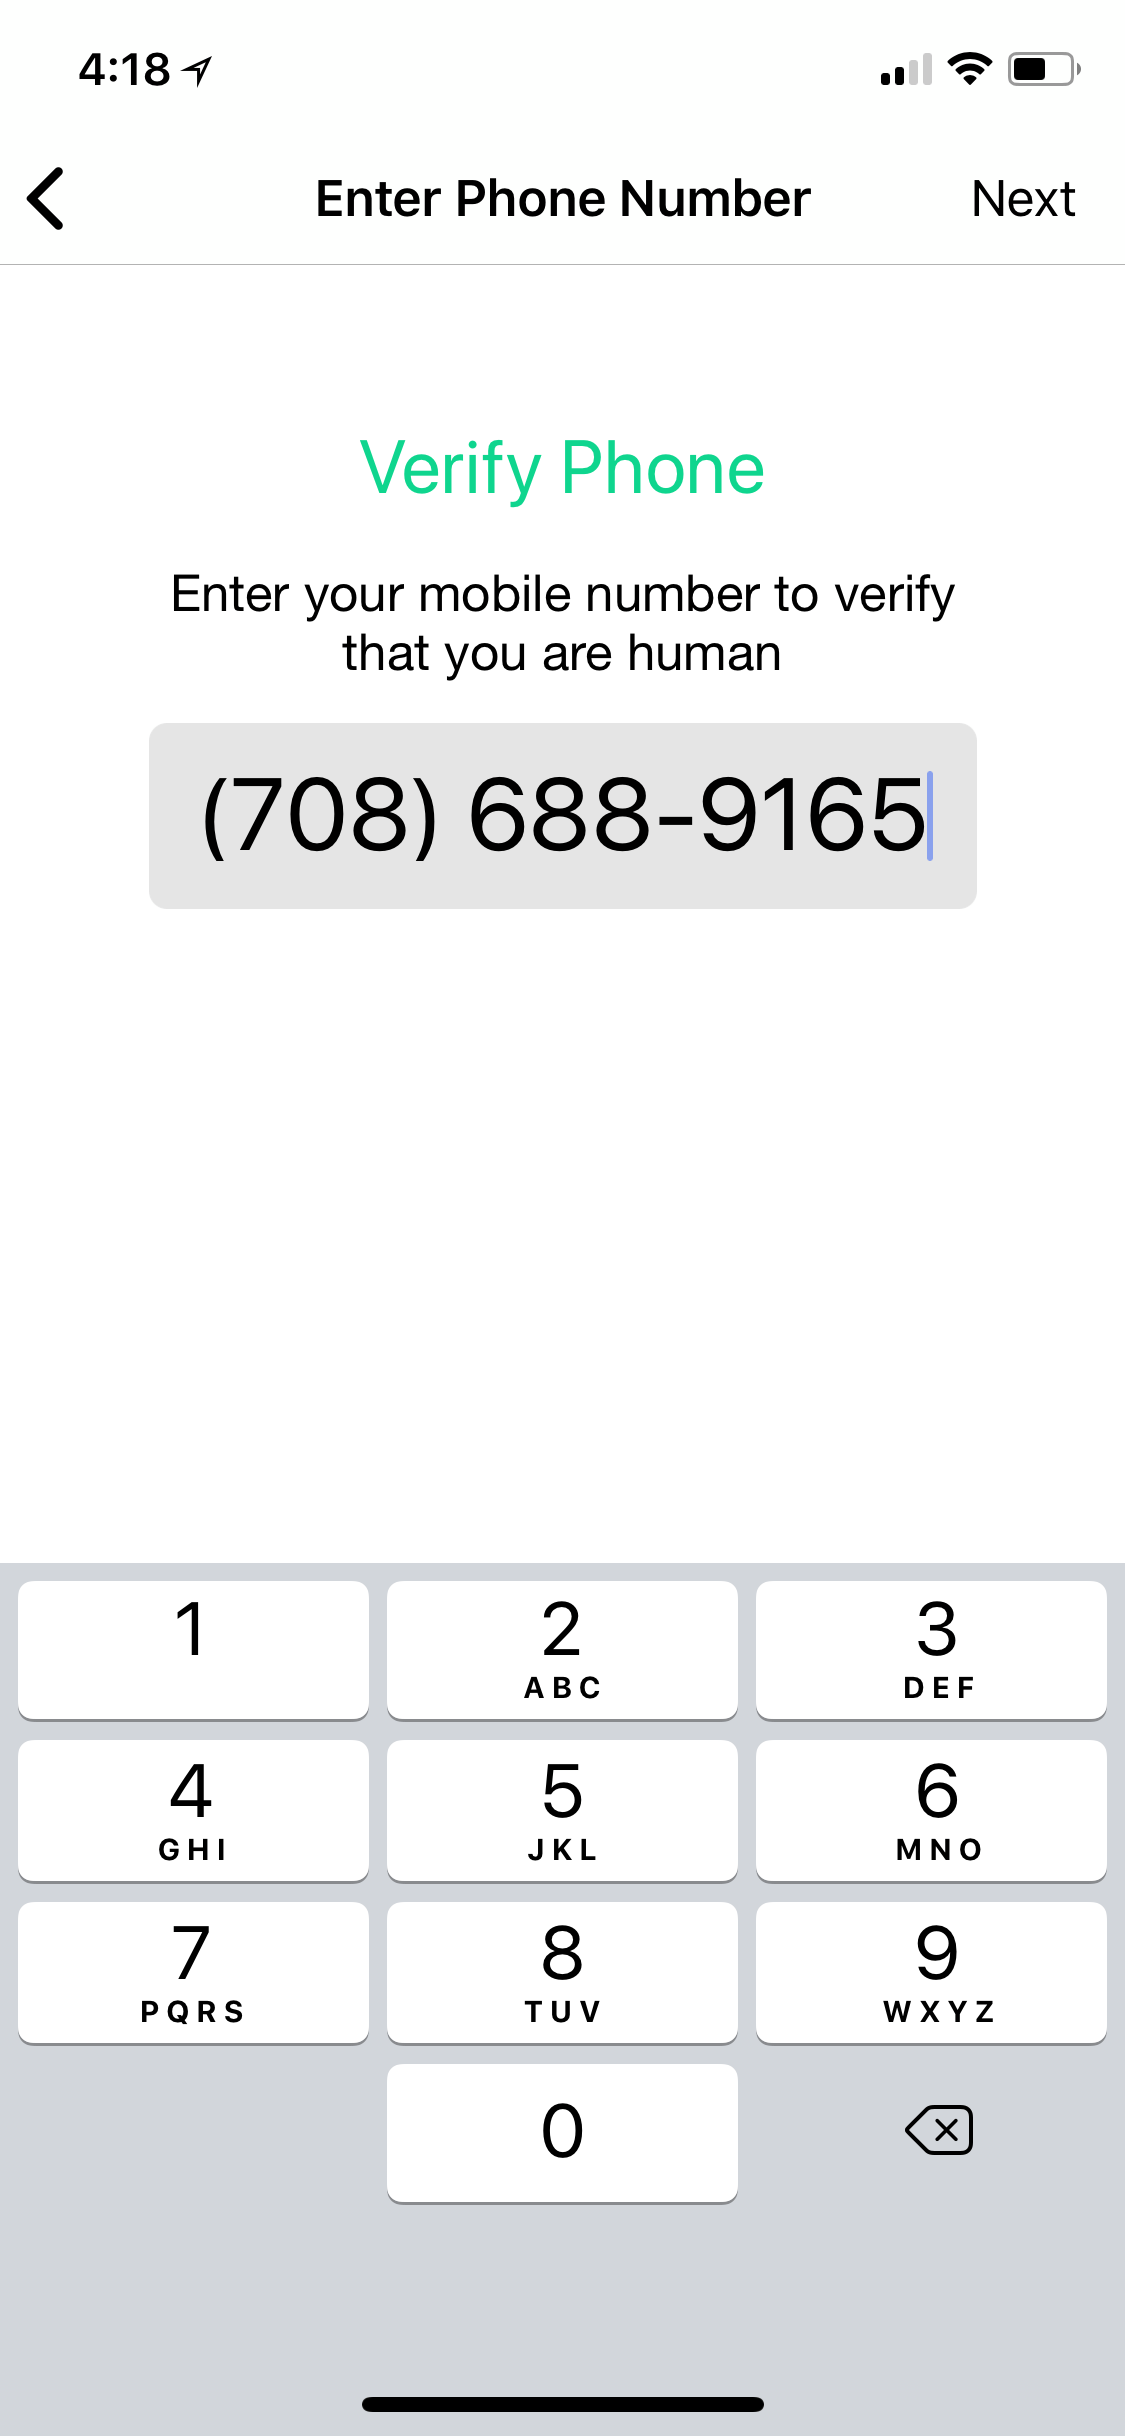 4:18
Enter Phone Number
Next
Verify Phone
Enter your mobile number to verify
that you are human
(708) 688-9165
1
2
3
ABC
DEF
4
5
6
GHI
JKL
MNO
7
8
9
PQRS
TUV
WXYZ
0